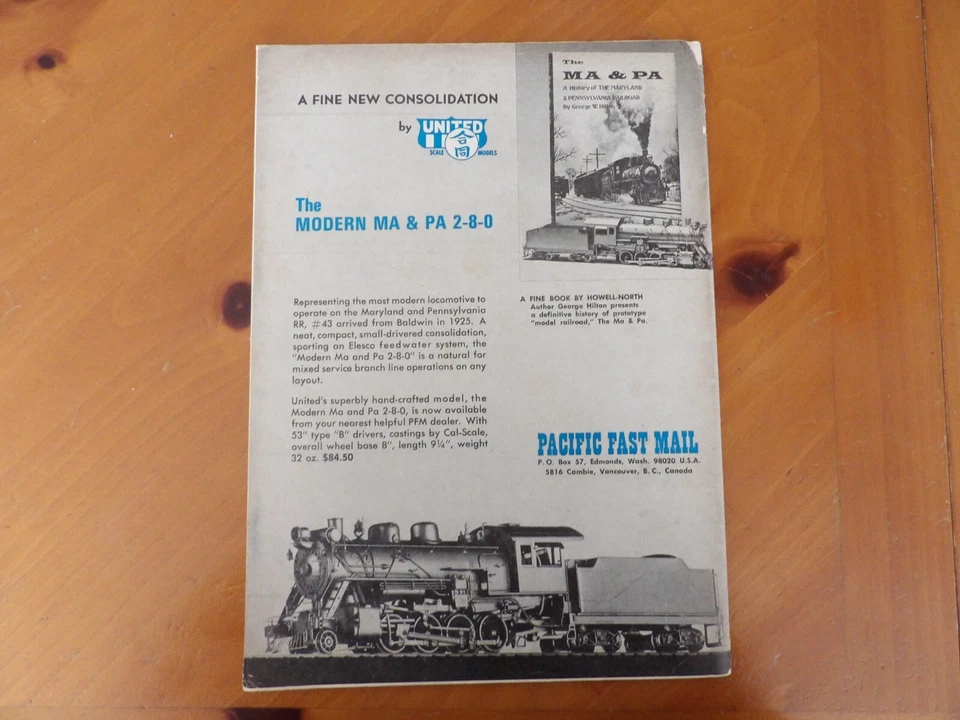 A FINE NEW CONSOLIDATION
by UNITED
合同
SCALE MODELS
The
MODERN MA & PA 2-8-0
Representing the most modern locomotive to
operate on the Maryland and Pennsylvania
RR, #43 arrived from Baldwin in 1925. A
neat, compact, small-drivered consolidation,
sporting an Elesco feedwater system, the
"Modern Ma and Pa 2-8-0" is a natural for
mixed service branch line operations on any
layout.
United's superbly hand-crafted model, the
Modern Ma and Pa 2-8-0, is now available
from your nearest helpful PFM dealer. With
53" type "B" drivers, castings by Cal-Scale,
overall wheel base 8", length 9¼", weight
32 oz. $84.50
The
MA & PA
A History of THE MARYLAND
& PENNSYLVANIA RAILROAD
By George W. Hilton
A FINE BOOK BY HOWELL-NORTH
Author George Hilton presents
a definitive history of prototype
"model railroad," The Ma & Pa.
PACIFIC FAST MAIL
P. O. Box 57, Edmonds, Wash. 98020 U.S.A.
5816 Cambie, Vancouver, B. C., Canada